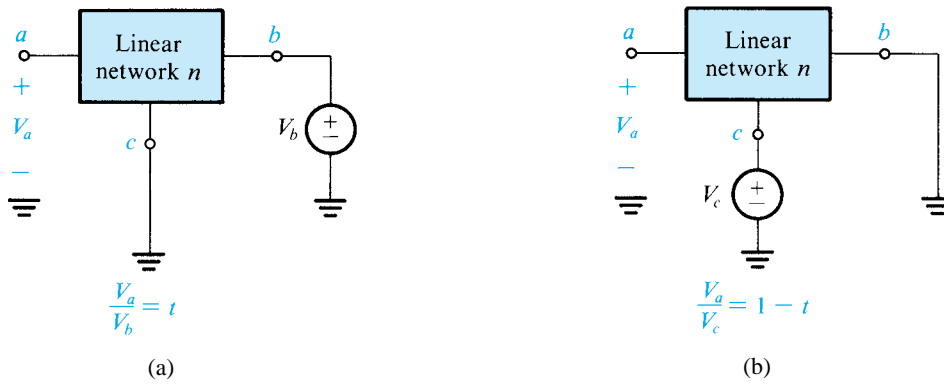 a
Linear
network n
b
+
V_a
−
c
V_b
+
−
V_a/V_b = t
(a)
a
Linear
network n
b
+
V_a
−
c
V_c
+
−
V_a/V_c = 1 − t
(b)